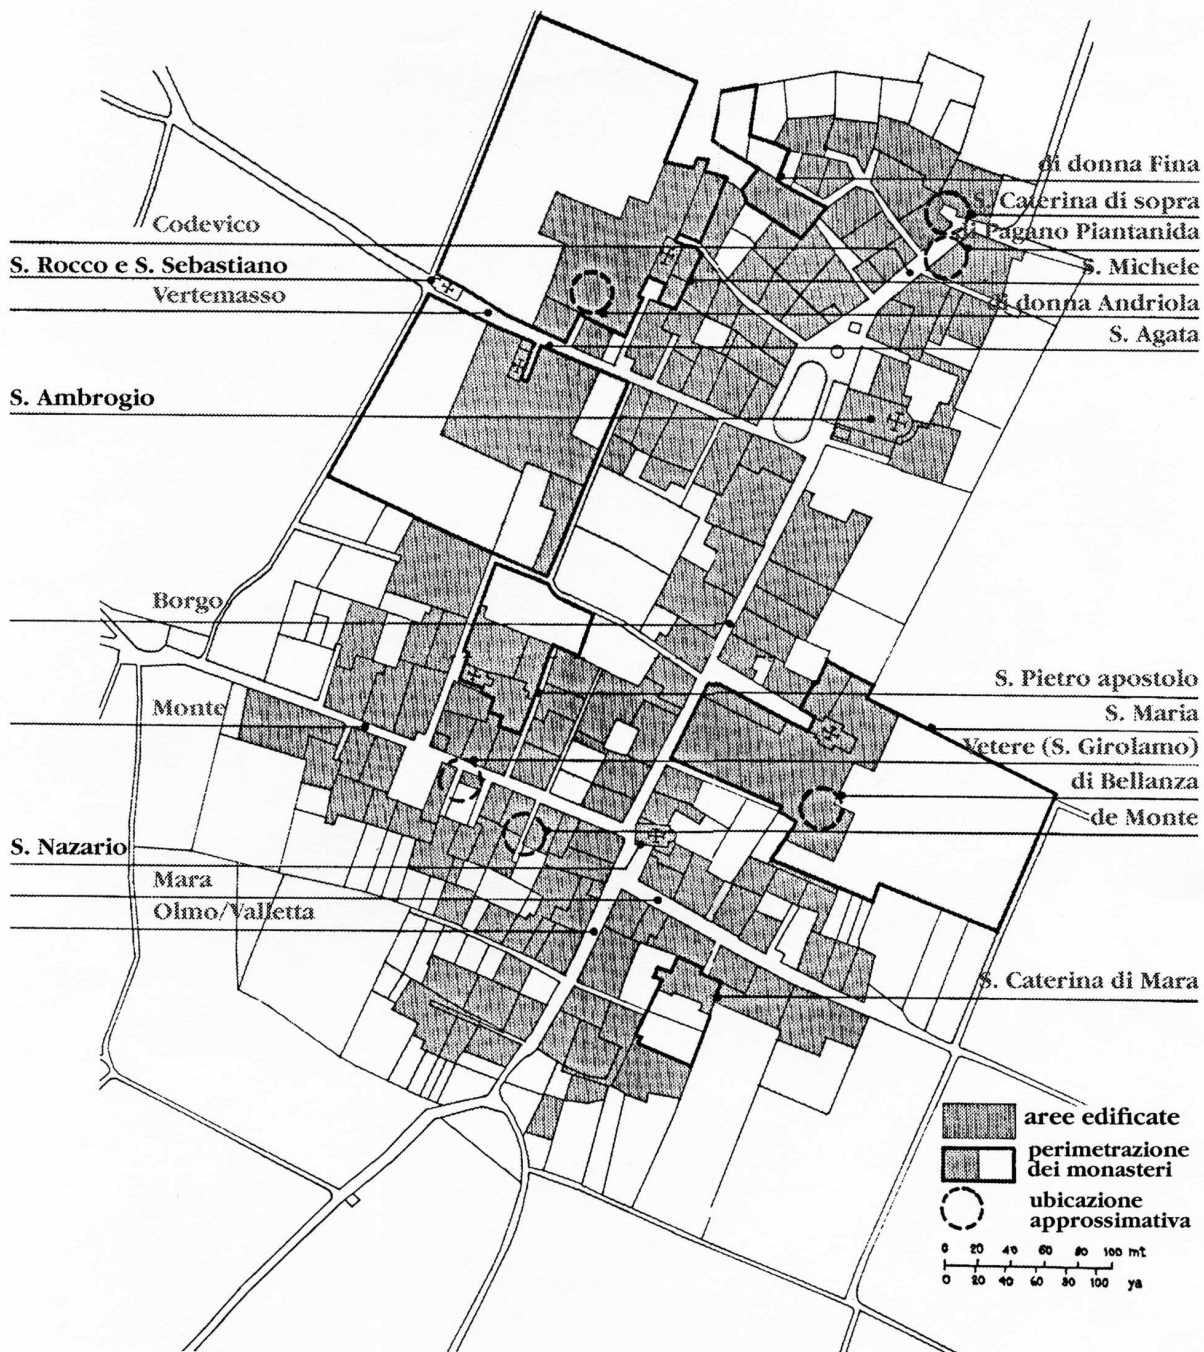 di donna Fina
S. Caterina di sopra
Codevico
di Pagano Piantanida
S. Rocco e S. Sebastiano
S. Michele
Vertemasso
di donna Andriola
S. Agata
S. Ambrogio
Borgo
S. Pietro apostolo
Monte
S. Maria
Vetere (S. Girolamo)
di Bellanza
de Monte
S. Nazario
Mara
Olmo/Valletta
S. Caterina di Mara
aree edificate
perimetrazione
dei monasteri
ubicazione
approssimativa
0 20 40 60 80 100 mt
0 20 40 60 80 100 ya